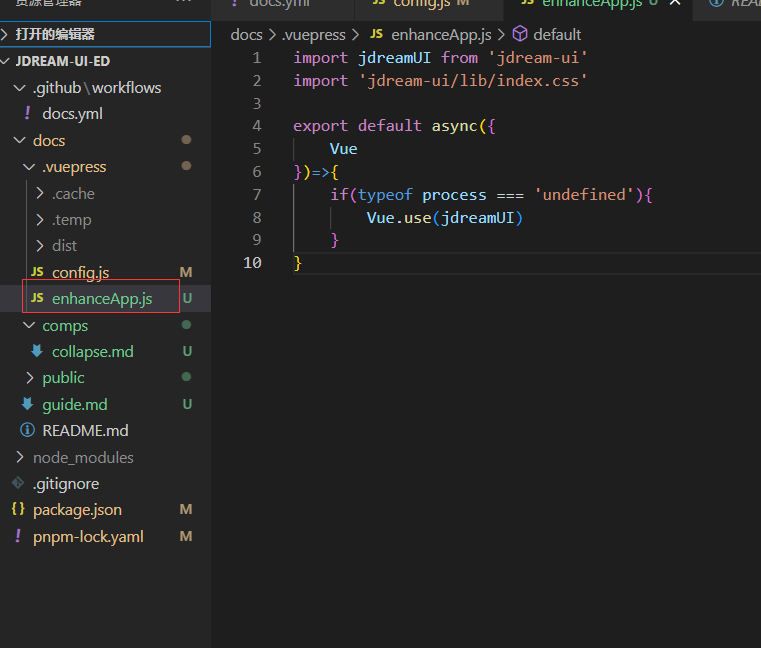 资源管理器 ...
docs.yml
JS config.js M
JS enhanceApp.js U
README
打开的编辑器
docs > .vuepress > JS enhanceApp.js > default
JDREAM-UI-ED
.github\workflows
! docs.yml
docs
.vuepress
.cache
.temp
dist
JS config.js M
JS enhanceApp.js U
comps
collapse.md U
public
guide.md U
README.md
node_modules
.gitignore
{} package.json M
! pnpm-lock.yaml M
1 import jdreamUI from 'jdream-ui'
2 import 'jdream-ui/lib/index.css'
3
4 export default async({
5 Vue
6 })=>{
7 if(typeof process === 'undefined'){
8 Vue.use(jdreamUI)
9 }
10 }